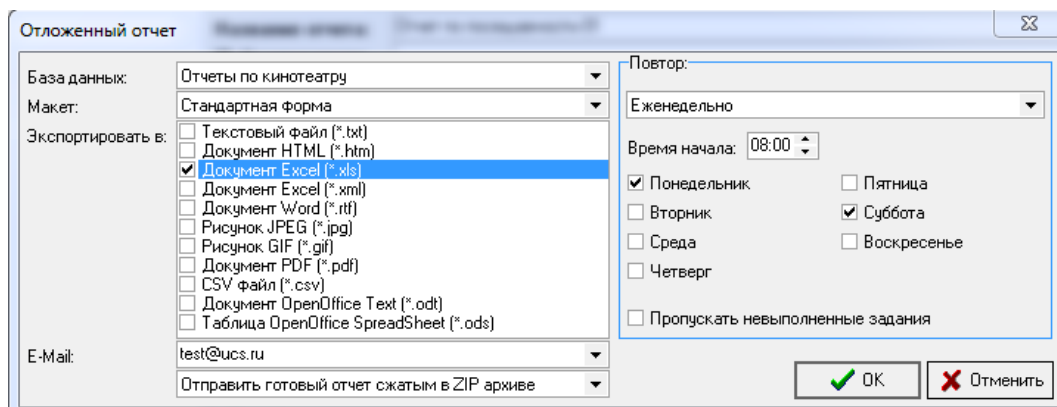 Отложенный отчет
База данных: Отчеты по кинотеатру
Макет: Стандартная форма
Экспортировать в:
Текстовый файл (*.txt)
Документ HTML (*.htm)
Документ Excel (*.xls)
Документ Excel (*.xml)
Документ Word (*.rtf)
Рисунок JPEG (*.jpg)
Рисунок GIF (*.gif)
Документ PDF (*.pdf)
CSV файл (*.csv)
Документ OpenOffice Text (*.odt)
Таблица OpenOffice SpreadSheet (*.ods)
E-Mail: test@ucs.ru
Отправить готовый отчет сжатым в ZIP архиве
Повтор:
Еженедельно
Время начала: 08:00
Понедельник Пятница
Вторник Суббота
Среда Воскресенье
Четверг
Пропускать невыполненные задания
OK Отменить